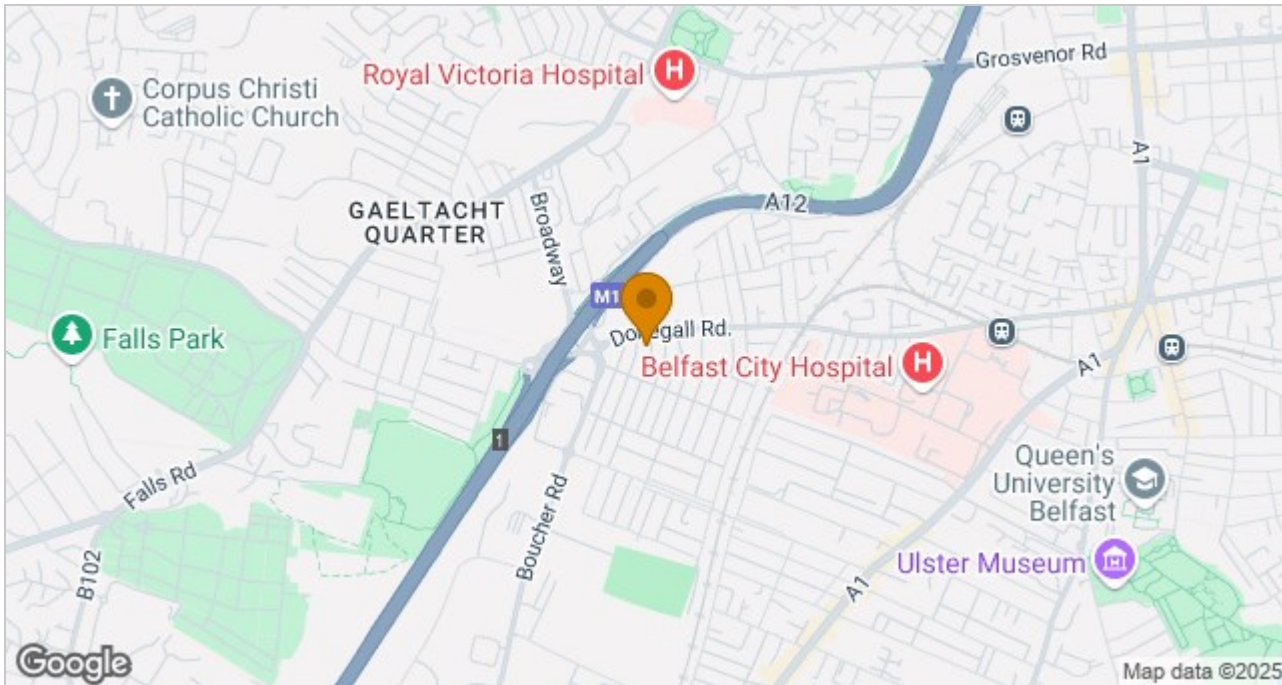 Grosvenor Rd
Royal Victoria Hospital
H
Corpus Christi
Catholic Church
A1
Broadway
A12
GAELTACHT
QUARTER
M1
Donegall Rd.
Falls Park
Belfast City Hospital
H
A1
1
Queen's
University
Belfast
Falls Rd
Boucher Rd
B102
Ulster Museum
A1
Google
Map data ©2025